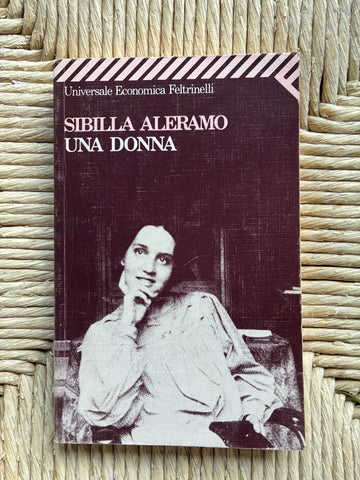 Universale Economica Feltrinelli
SIBILLA ALERAMO
UNA DONNA